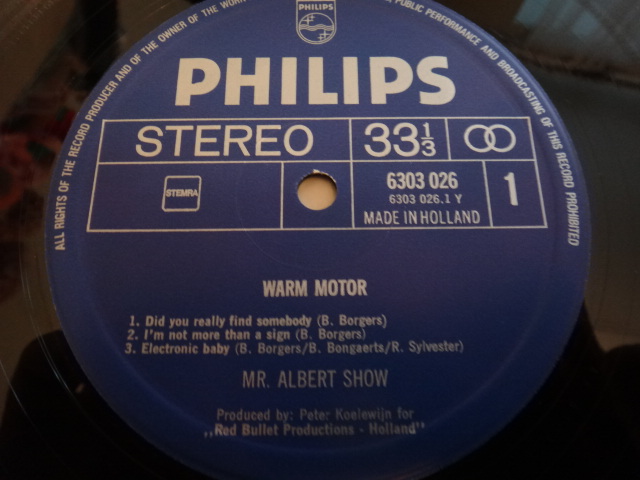 PHILIPS
ALL RIGHTS OF THE RECORD PRODUCER AND OF THE OWNER OF THE WORK
PUBLIC PERFORMANCE AND BROADCASTING OF THIS RECORD PROHIBITED
PHILIPS
STEREO 33 1/3
STEMRA
6303 026
6303 026.1 Y
MADE IN HOLLAND
1
WARM MOTOR
1. Did you really find somebody (B. Borgers)
2. I'm not more than a sign (B. Borgers)
3. Electronic baby (B. Borgers/B. Bongaerts/R. Sylvester)
MR. ALBERT SHOW
Produced by: Peter Koelewijn for
,,Red Bullet Productions - Holland"